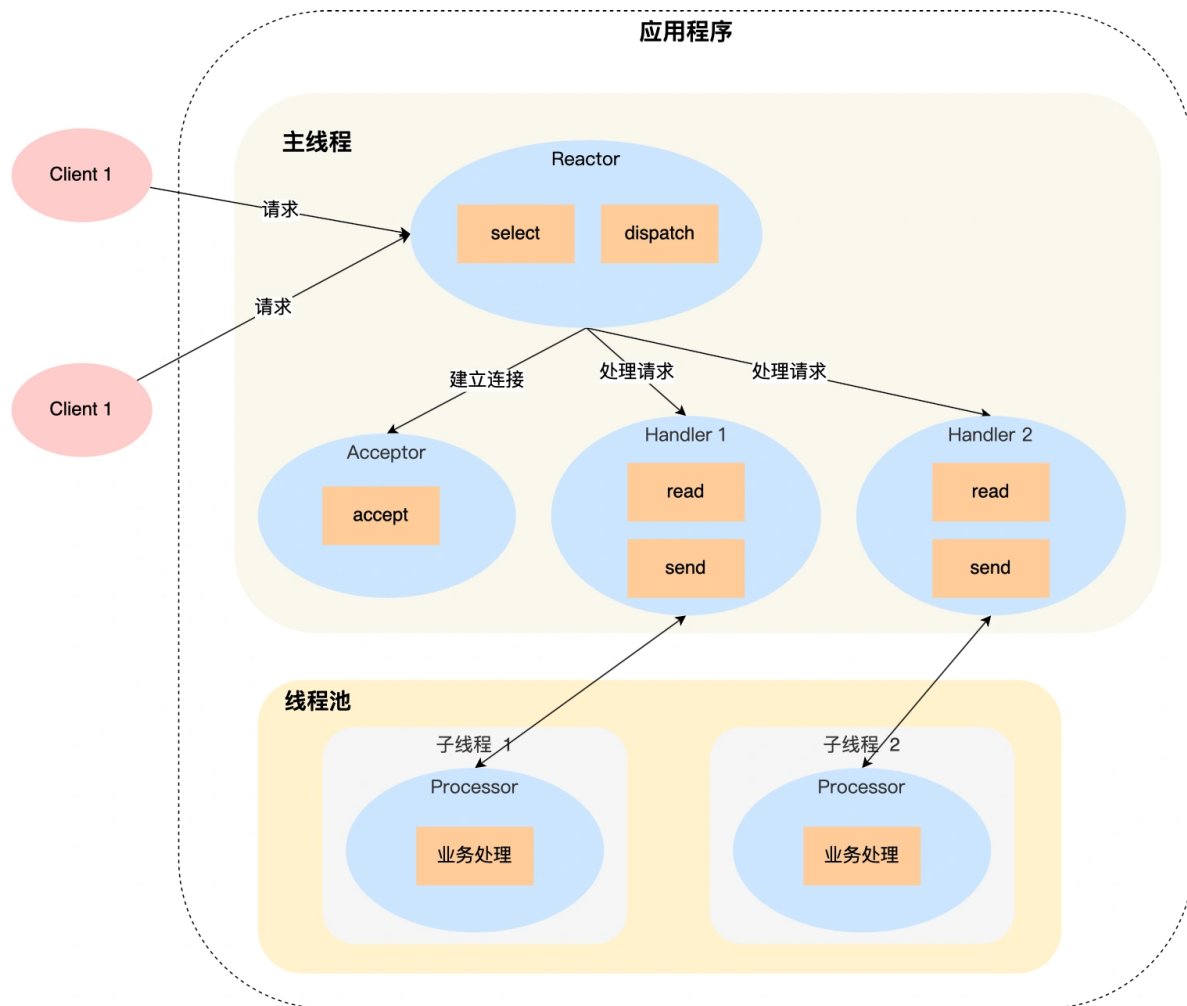 应用程序
主线程
Client 1
请求
Reactor
select
dispatch
请求
Client 1
建立连接
处理请求
处理请求
Acceptor
accept
Handler 1
read
send
Handler 2
read
send
线程池
子线程 1
Processor
业务处理
子线程 2
Processor
业务处理